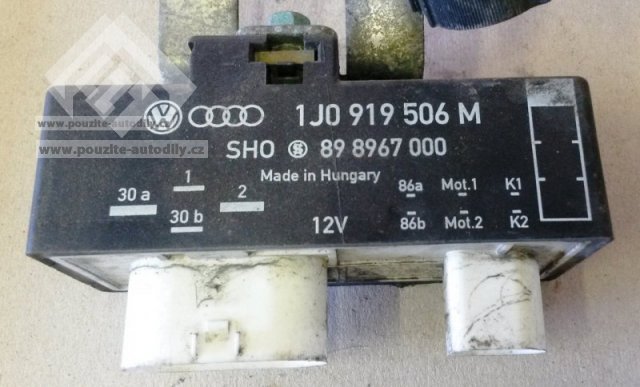 1J0 919 506 M
www.pouzite-autodily.cz
SHO S 89 8967 000
www.pouzite-autodily.cz
Made in Hungary
1
30 a
2
30 b
12V
86a Mot.1 K1
86b Mot.2 K2